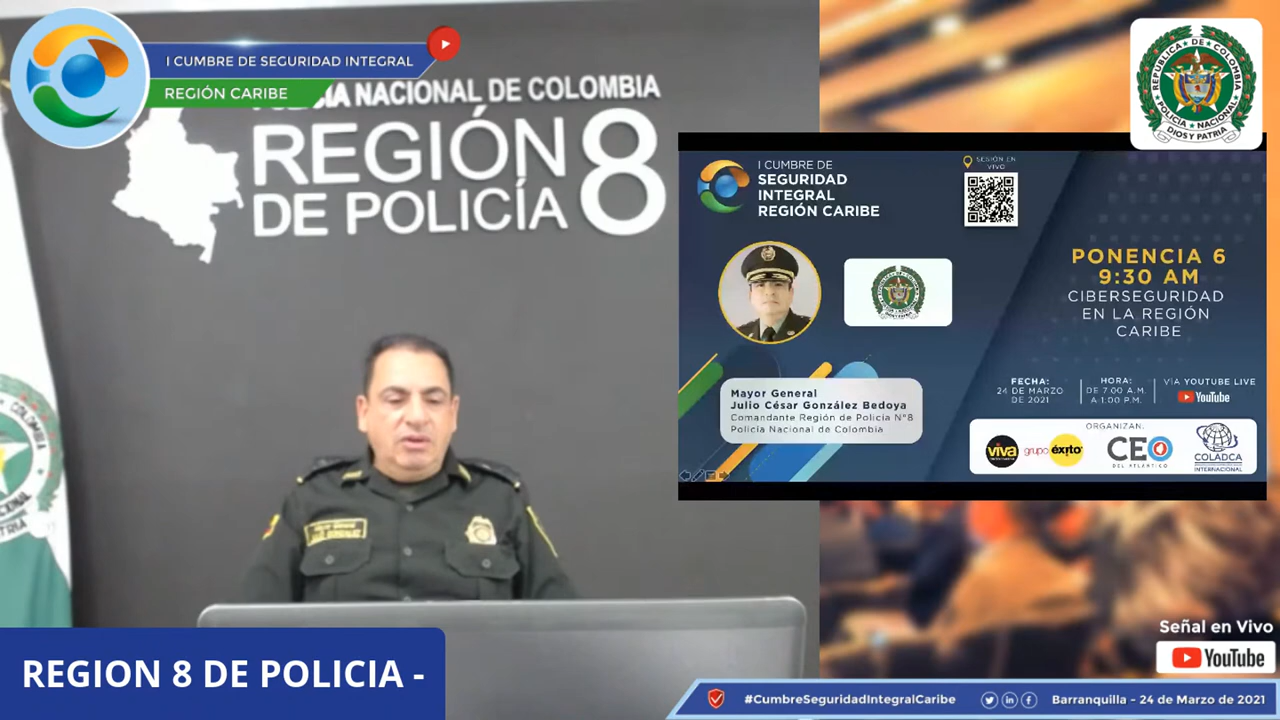 I CUMBRE DE SEGURIDAD INTEGRAL
REGIÓN CARIBE
NACIONAL DE COLOMBIA
REGIÓN 8
DE POLICÍA
REPÚBLICA DE COLOMBIA
POLICÍA NACIONAL
DIOS Y PATRIA
I CUMBRE DE
SEGURIDAD
INTEGRAL
REGIÓN CARIBE
SESIÓN EN
VIVO
PONENCIA 6
9:30 AM
CIBERSEGURIDAD
EN LA REGIÓN
CARIBE
Mayor General
Julio César González Bedoya
Comandante Región de Policía N°8
Policía Nacional de Colombia
FECHA:
24 DE MARZO
DE 2021
HORA:
DE 7:00 A.M.
A 1:00 P.M.
VÍA YOUTUBE LIVE
YouTube
ORGANIZAN:
viva
grupo éxito
CEO
DEL ATLÁNTICO
COLADCA
INTERNACIONAL
REGION 8 DE POLICIA -
Señal en Vivo
YouTube
#CumbreSeguridadIntegralCaribe
Barranquilla - 24 de Marzo de 2021